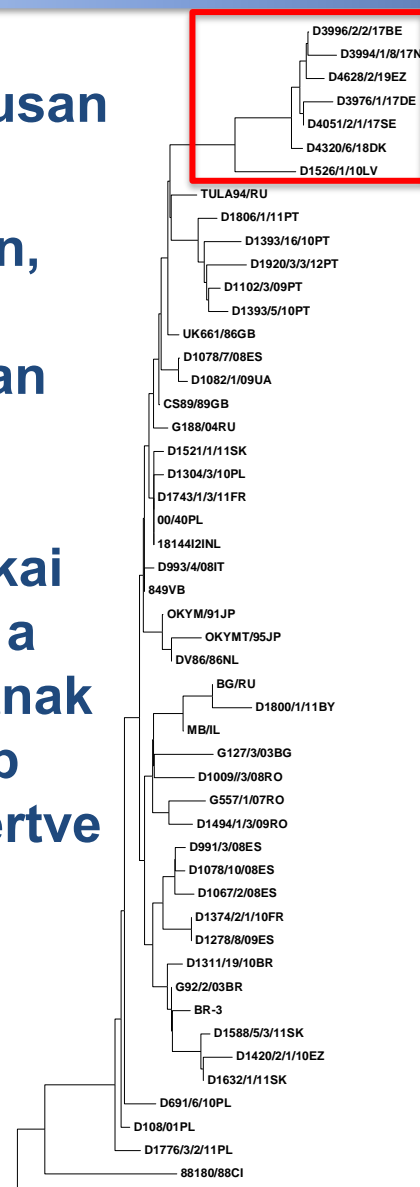 usan
n,
an
kai
a
nak
ertve
D3996/2/2/17BE
D3994/1/8/17N
D4628/2/19EZ
D3976/1/17DE
D4051/2/1/17SE
D4320/6/18DK
D1526/1/10LV
TULA94/RU
D1806/1/11PT
D1393/16/10PT
D1920/3/3/12PT
D1102/3/09PT
D1393/5/10PT
UK661/86GB
D1078/7/08ES
D1082/1/09UA
CS89/89GB
G188/04RU
D1521/1/11SK
D1304/3/10PL
D1743/1/3/11FR
00/40PL
18144I2INL
D993/4/08IT
849VB
OKYM/91JP
OKYMT/95JP
DV86/86NL
BG/RU
D1800/1/11BY
MB/IL
G127/3/03BG
D1009//3/08RO
G557/1/07RO
D1494/1/3/09RO
D991/3/08ES
D1078/10/08ES
D1067/2/08ES
D1374/2/1/10FR
D1278/8/09ES
D1311/19/10BR
G92/2/03BR
BR-3
D1588/5/3/11SK
D1420/2/1/10EZ
D1632/1/11SK
D691/6/10PL
D108/01PL
D1776/3/2/11PL
88180/88CI